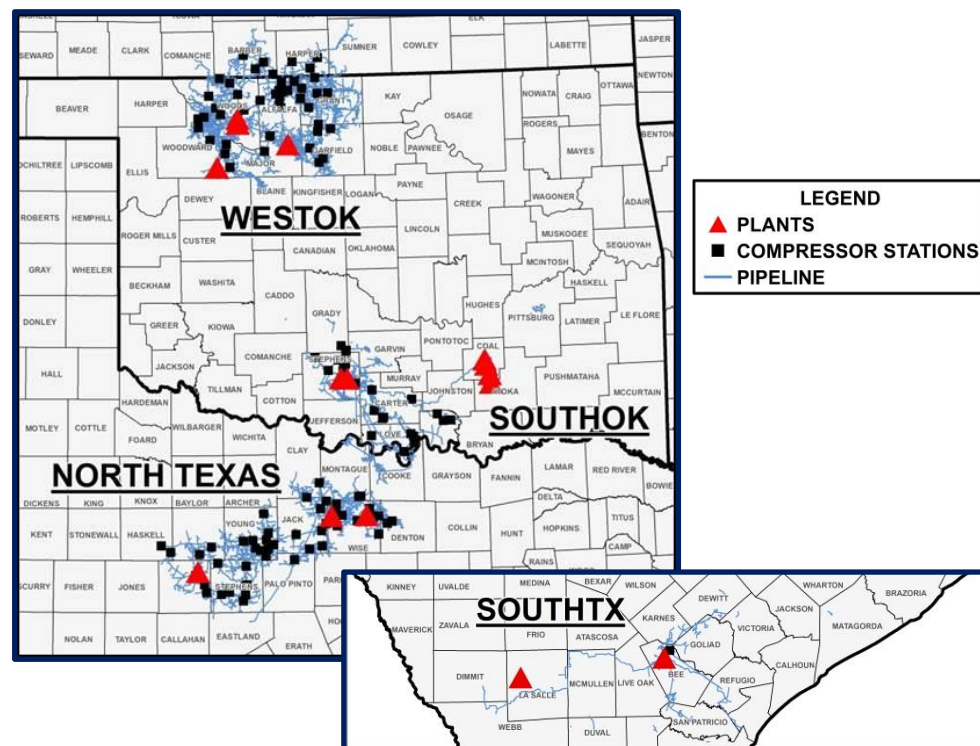 SEWARD
MEADE
CLARK
COMANCHE
BARBER
HARPER
SUMNER
COWLEY
ELK
LABETTE
JASPER
NEWTON
BEAVER
HARPER
WOODS
ALFALFA
GRANT
KAY
OSAGE
NOWATA
CRAIG
OTTAWA
ROGERS
BENTON
WOODWARD
MAJOR
GARFIELD
NOBLE
PAWNEE
MAYES
OCHILTREE
LIPSCOMB
ELLIS
DEWEY
BLAINE
KINGFISHER
LOGAN
PAYNE
CREEK
WAGONER
ADAIR
ROBERTS
HEMPHILL
WESTOK
ROGER MILLS
CUSTER
CANADIAN
OKLAHOMA
LINCOLN
MUSKOGEE
SEQUOYAH
GRAY
WHEELER
BECKHAM
WASHITA
CADDO
MCINTOSH
HASKELL
DONLEY
GREER
KIOWA
GRADY
HUGHES
PITTSBURG
LATIMER
LE FLORE
HALL
JACKSON
COMANCHE
STEPHENS
GARVIN
PONTOTOC
COAL
TILLMAN
COTTON
MURRAY
JOHNSTON
PUSHMATAHA
MCCURTAIN
HARDEMAN
JEFFERSON
CARTER
SOUTHOK
MOTLEY
COTTLE
FOARD
WILBARGER
WICHITA
CLAY
LOVE
BRYAN
NORTH TEXAS
MONTAGUE
COOKE
GRAYSON
FANNIN
LAMAR
RED RIVER
BOWIE
DICKENS
KING
KNOX
BAYLOR
ARCHER
DELTA
KENT
STONEWALL
HASKELL
YOUNG
JACK
WISE
DENTON
COLLIN
HUNT
HOPKINS
TITUS
CAMP
RAINS
SCURRY
FISHER
JONES
STEPHENS
PALO PINTO
NOLAN
TAYLOR
CALLAHAN
EASTLAND
ERATH
LEGEND
PLANTS
COMPRESSOR STATIONS
PIPELINE
KINNEY
UVALDE
MEDINA
BEXAR
WILSON
DEWITT
WHARTON
BRAZORIA
SOUTHTX
MAVERICK
ZAVALA
FRIO
ATASCOSA
KARNES
GOLIAD
VICTORIA
JACKSON
MATAGORDA
DIMMIT
LA SALLE
MCMULLEN
LIVE OAK
BEE
REFUGIO
CALHOUN
WEBB
DUVAL
SAN PATRICIO